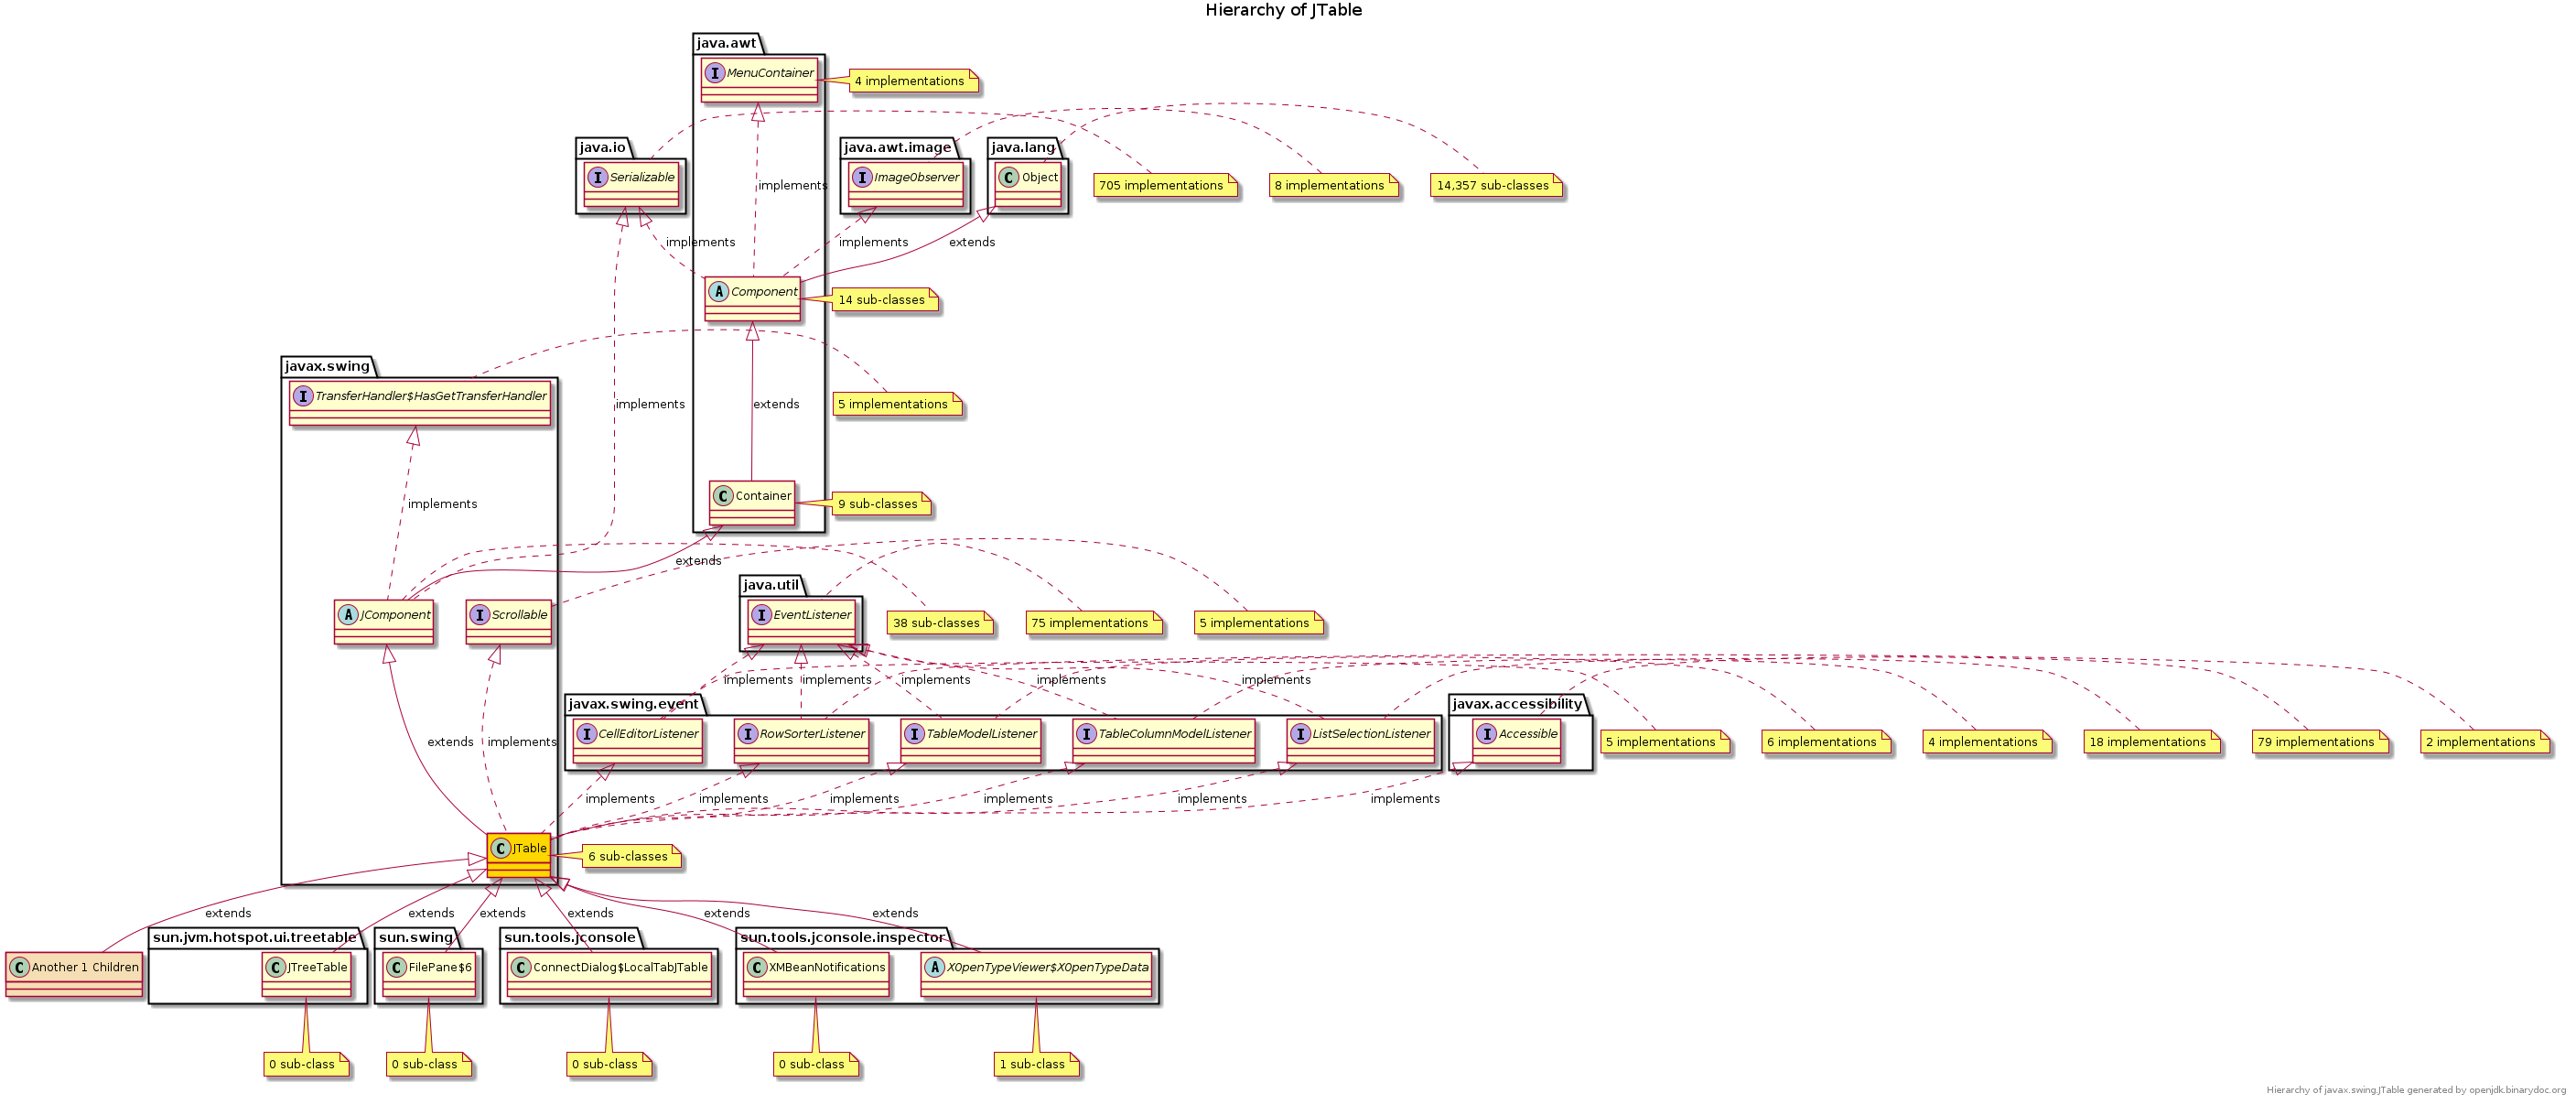 Hierarchy of JTable
java.awt
I MenuContainer
4 implementations
java.io
java.awt.image
java.lang
I Serializable
implements
I ImageObserver
C Object
705 implementations
8 implementations
14,357 sub-classes
implements
implements
extends
A Component
14 sub-classes
javax.swing
I TransferHandler$HasGetTransferHandler
implements
extends
5 implementations
implements
C Container
9 sub-classes
extends
java.util
A JComponent
I Scrollable
I EventListener
38 sub-classes
75 implementations
5 implementations
implements
implements
implements
implements
implements
javax.swing.event
javax.accessibility
extends
implements
I CellEditorListener
I RowSorterListener
I TableModelListener
I TableColumnModelListener
I ListSelectionListener
I Accessible
5 implementations
6 implementations
4 implementations
18 implementations
79 implementations
2 implementations
implements
implements
implements
implements
implements
implements
C JTable
6 sub-classes
extends
extends
extends
extends
extends
extends
sun.jvm.hotspot.ui.treetable
sun.swing
sun.tools.jconsole
sun.tools.jconsole.inspector
C Another 1 Children
C JTreeTable
C FilePane$6
C ConnectDialog$LocalTabJTable
C XMBeanNotifications
A XOpenTypeViewer$XOpenTypeData
0 sub-class
0 sub-class
0 sub-class
0 sub-class
1 sub-class
Hierarchy of javax.swing.JTable generated by openjdk.binarydoc.org